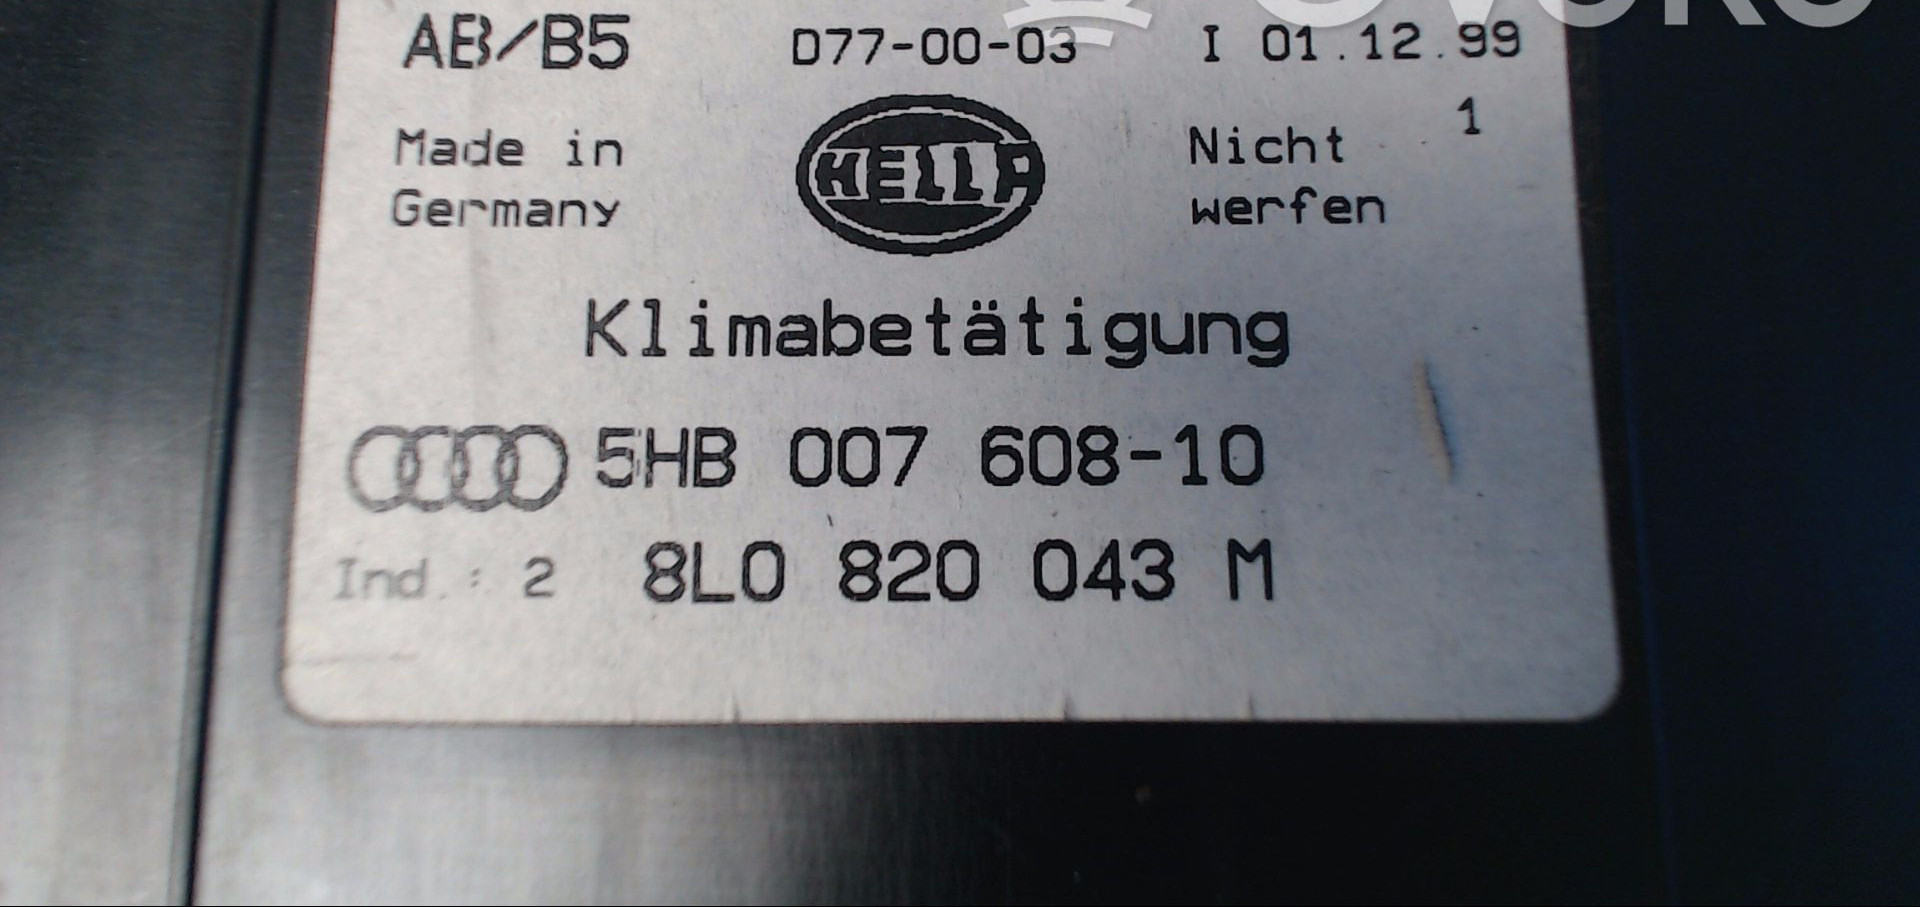 AB/B5 D77-00-03 I 01.12.99
1
Made in HELLA Nicht
Germany werfen
Klimabetätigung
5HB 007 608-10
Ind.: 2 8L0 820 043 M